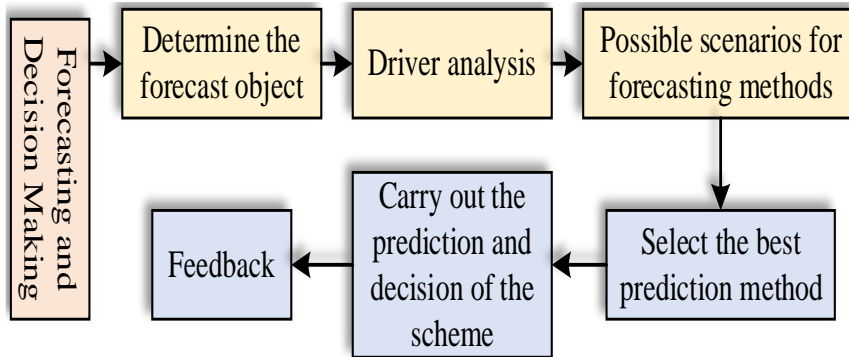 Forecasting and
Decision Making
Determine the
forecast object
Driver analysis
Possible scenarios for
forecasting methods
Select the best
prediction method
Carry out the
prediction and
decision of the
scheme
Feedback